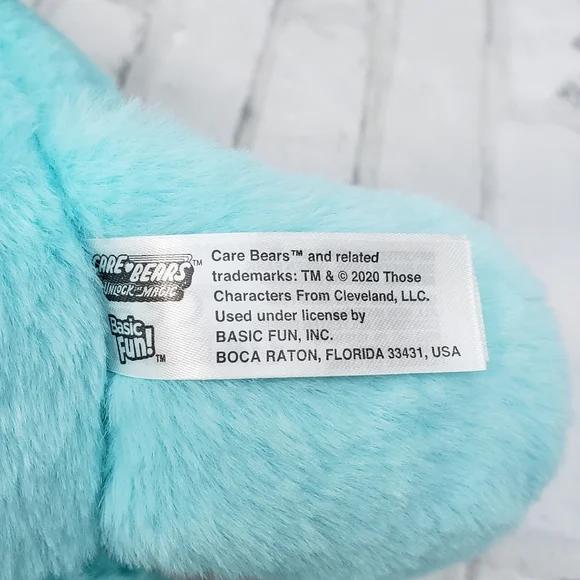 CARE BEARS™
UNLOCK THE MAGIC
Basic
Fun!™
Care Bears™ and related
trademarks: TM & © 2020 Those
Characters From Cleveland, LLC.
Used under license by
BASIC FUN, INC.
BOCA RATON, FLORIDA 33431, USA